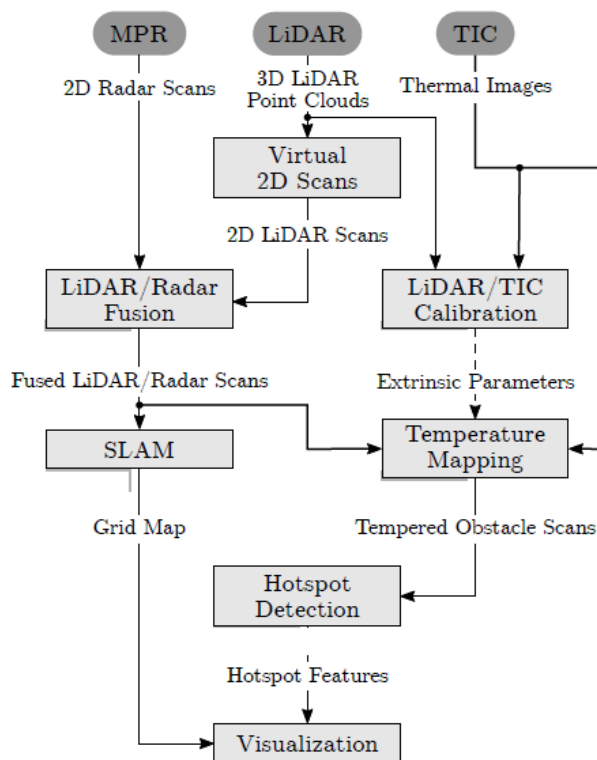 MPR
LiDAR
TIC
2D Radar Scans
3D LiDAR
Point Clouds
Thermal Images
Virtual
2D Scans
2D LiDAR Scans
LiDAR/Radar
Fusion
LiDAR/TIC
Calibration
Fused LiDAR/Radar Scans
Extrinsic Parameters
SLAM
Temperature
Mapping
Grid Map
Tempered Obstacle Scans
Hotspot
Detection
Hotspot Features
Visualization